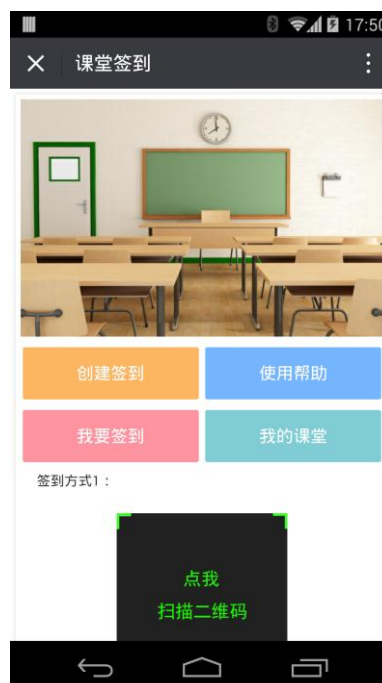 17:50
课堂签到
创建签到
使用帮助
我要签到
我的课堂
签到方式1：
点我
扫描二维码